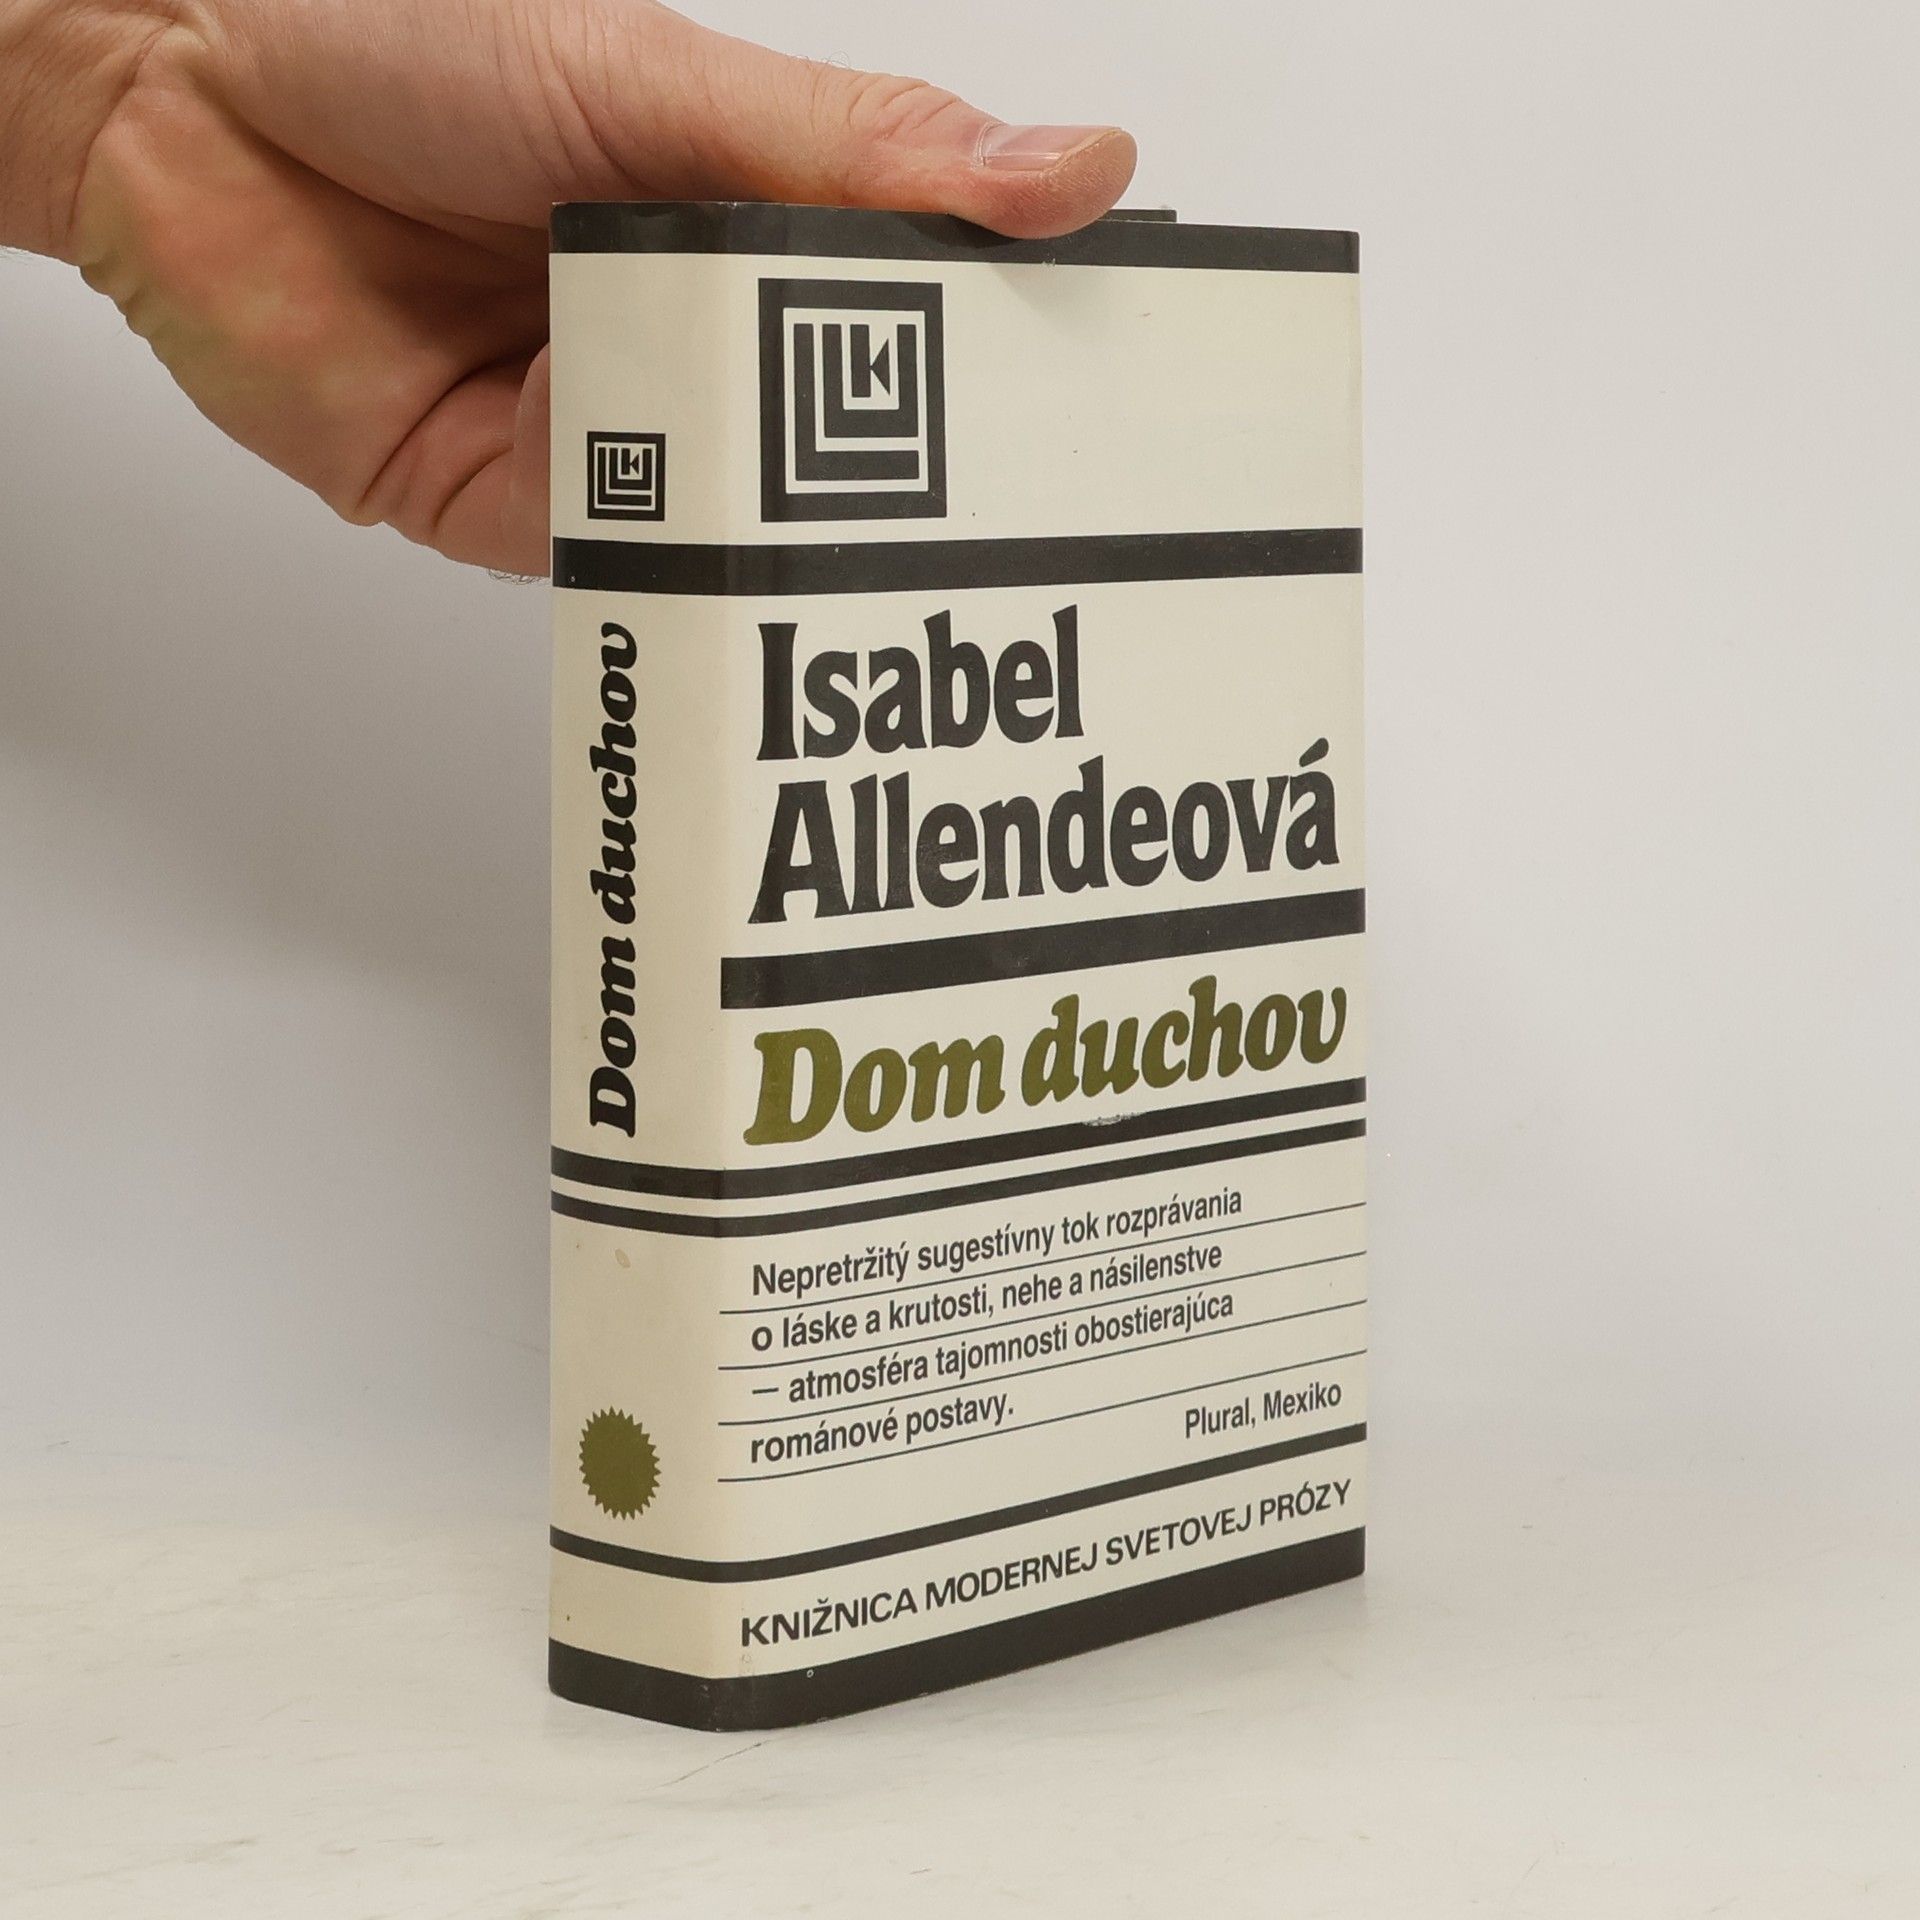 Dom duchov
Isabel
Allendeová
Dom duchov
Nepretržitý sugestívny tok rozprávania
o láske a krutosti, nehe a násilenstve
— atmosféra tajomnosti obostierajúca
románové postavy.
Plural, Mexiko
KNIŽNICA MODERNEJ SVETOVEJ PRÓZY